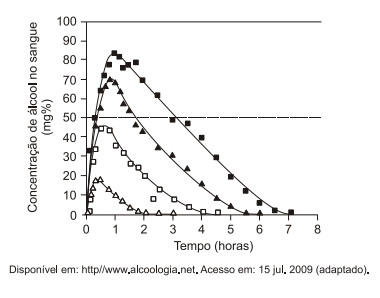 Concentração de álcool no sangue
(mg%)
100
90
80
70
60
50
40
30
20
10
0
0 1 2 3 4 5 6 7 8
Tempo (horas)
Disponível em: http//www.alcoologia.net. Acesso em: 15 jul. 2009 (adaptado).